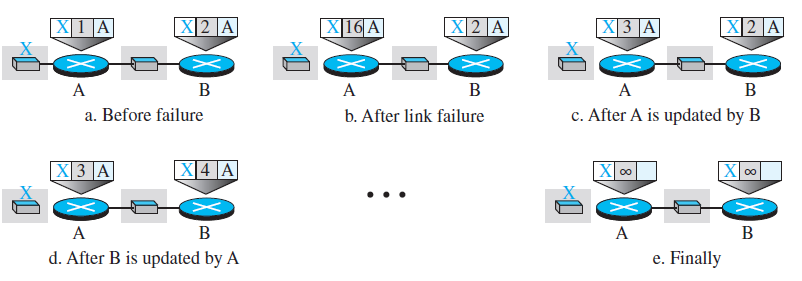 X 1 A
X 2 A
X
A
B
a. Before failure
X 16 A
X 2 A
X
A
B
b. After link failure
X 3 A
X 2 A
X
A
B
c. After A is updated by B
X 3 A
X 4 A
X
A
B
d. After B is updated by A
• • •
X ∞
X ∞
X
A
B
e. Finally